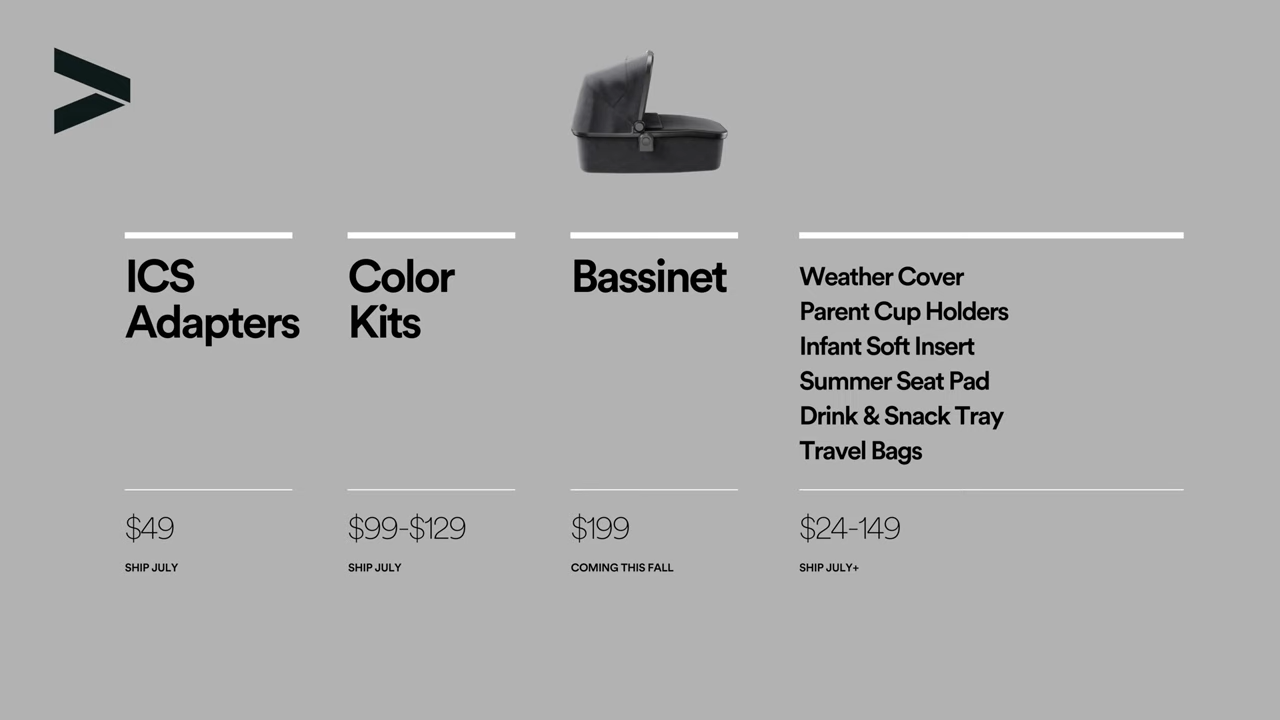 ICS
Adapters
$49
SHIP JULY
Color
Kits
$99-$129
SHIP JULY
Bassinet
$199
COMING THIS FALL
Weather Cover
Parent Cup Holders
Infant Soft Insert
Summer Seat Pad
Drink & Snack Tray
Travel Bags
$24-149
SHIP JULY+